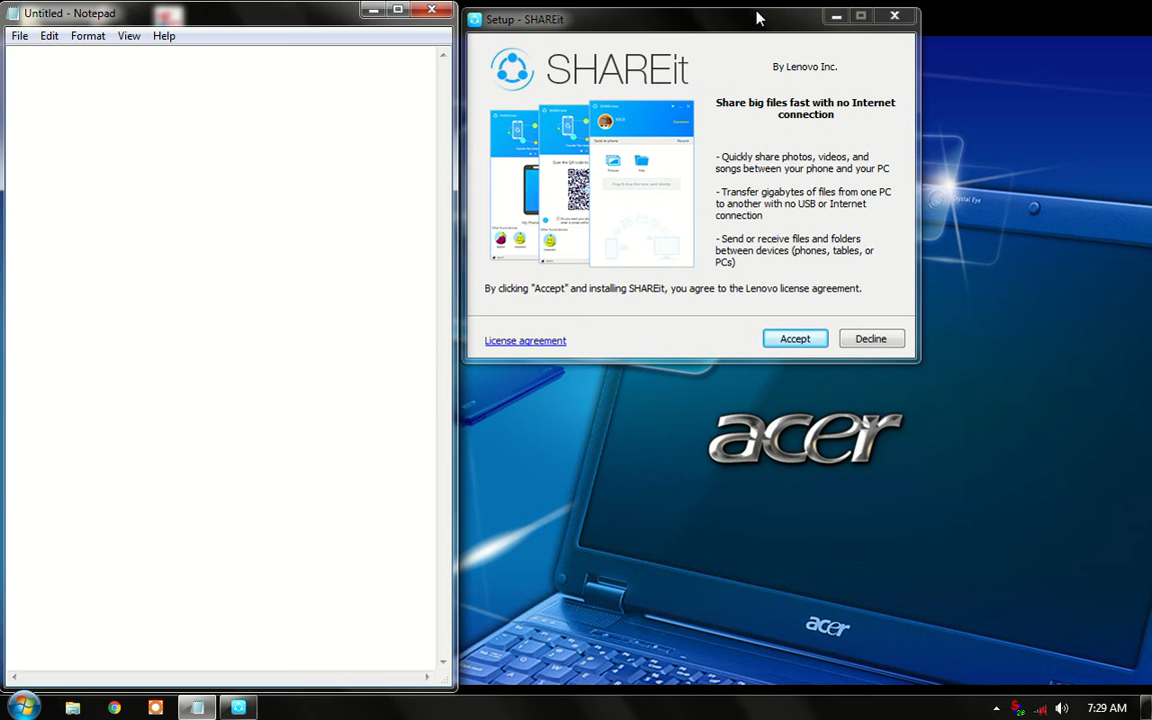 Untitled - Notepad
File Edit Format View Help
Setup - SHAREit
SHAREit
By Lenovo Inc.
Share big files fast with no Internet
connection
- Quickly share photos, videos, and
songs between your phone and your PC
- Transfer gigabytes of files from one PC
to another with no USB or Internet
connection
- Send or receive files and folders
between devices (phones, tables, or
PCs)
By clicking "Accept" and installing SHAREit, you agree to the Lenovo license agreement.
License agreement
Accept
Decline
Crystal Eye
acer
acer
7:29 AM